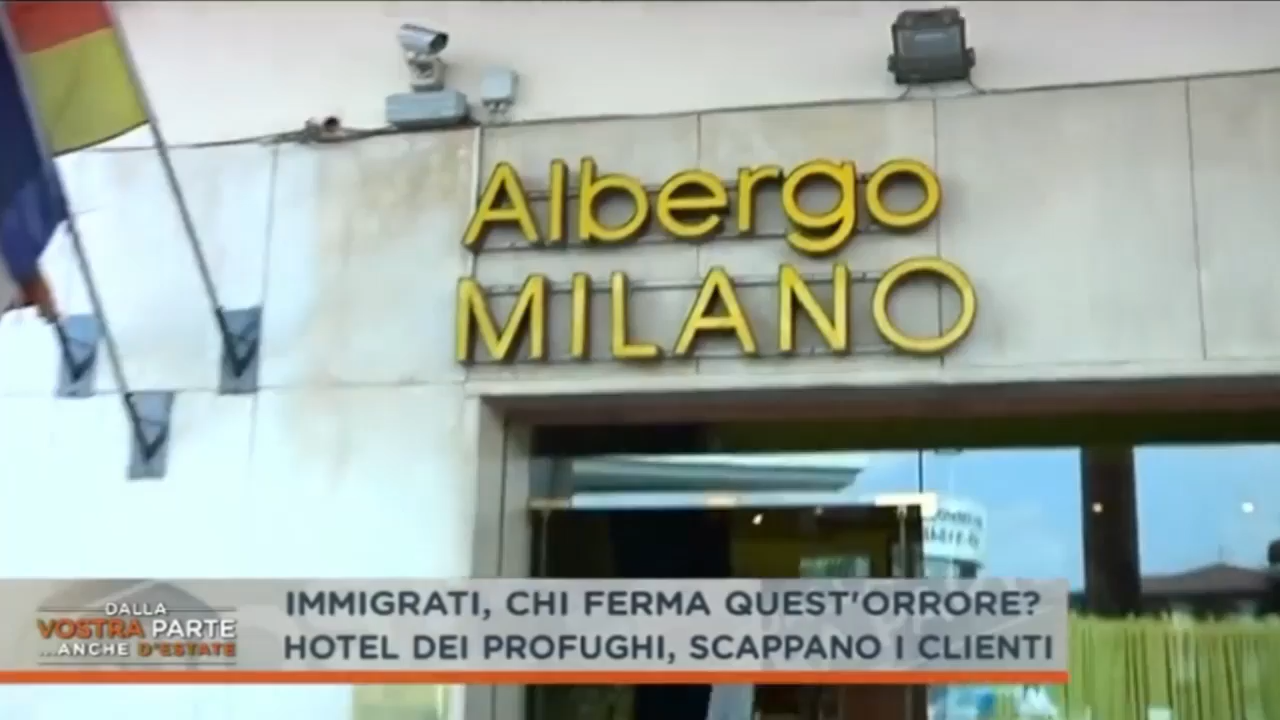 Albergo
MILANO
DALLA
VOSTRA PARTE
...ANCHE D'ESTATE
IMMIGRATI, CHI FERMA QUEST'ORRORE?
HOTEL DEI PROFUGHI, SCAPPANO I CLIENTI